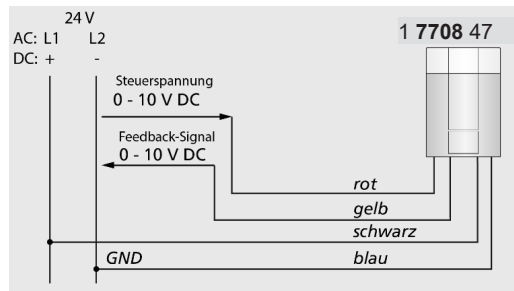 24 V
AC: L1 L2
DC: + -
1 7708 47
Steuerspannung
0 - 10 V DC
Feedback-Signal
0 - 10 V DC
rot
gelb
schwarz
GND blau